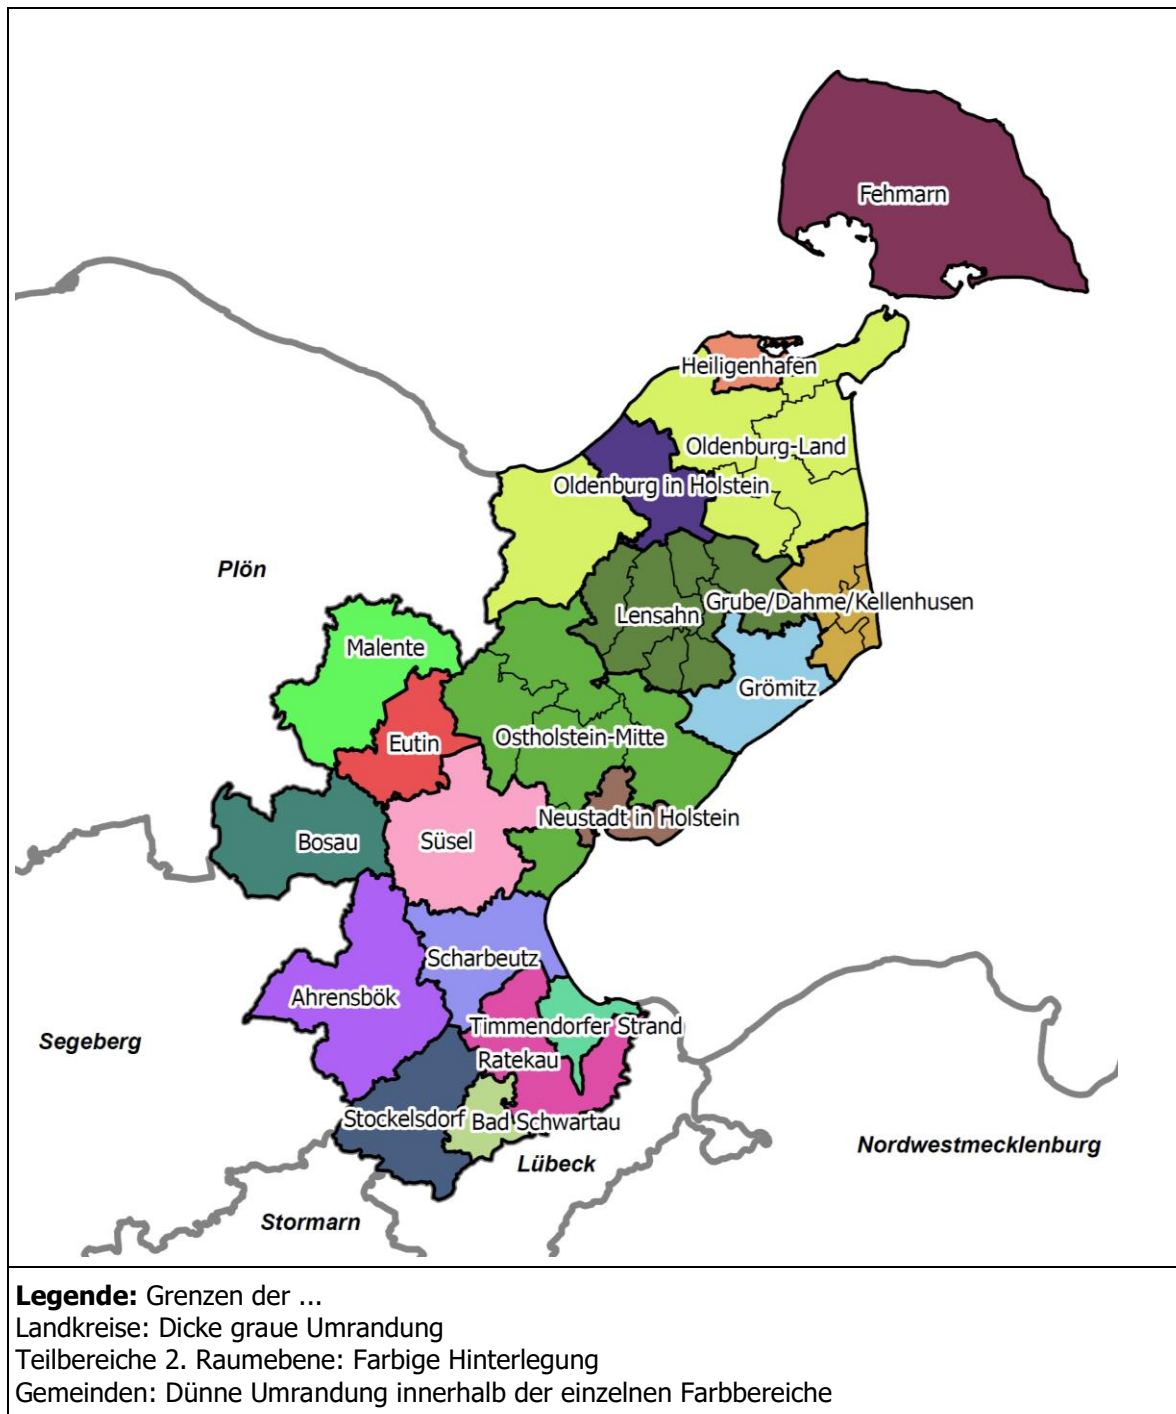 Fehmarn
Heiligenhafen
Oldenburg-Land
Oldenburg in Holstein
Plön
Grube/Dahme/Kellenhusen
Lensahn
Malente
Grömitz
Ostholstein-Mitte
Eutin
Neustadt in Holstein
Bosau
Süsel
Scharbeutz
Ahrensbök
Timmendorfer Strand
Segeberg
Ratekau
Stockelsdorf
Bad Schwartau
Nordwestmecklenburg
Lübeck
Stormarn
Legende: Grenzen der ...
Landkreise: Dicke graue Umrandung
Teilbereiche 2. Raumebene: Farbige Hinterlegung
Gemeinden: Dünne Umrandung innerhalb der einzelnen Farbbereiche